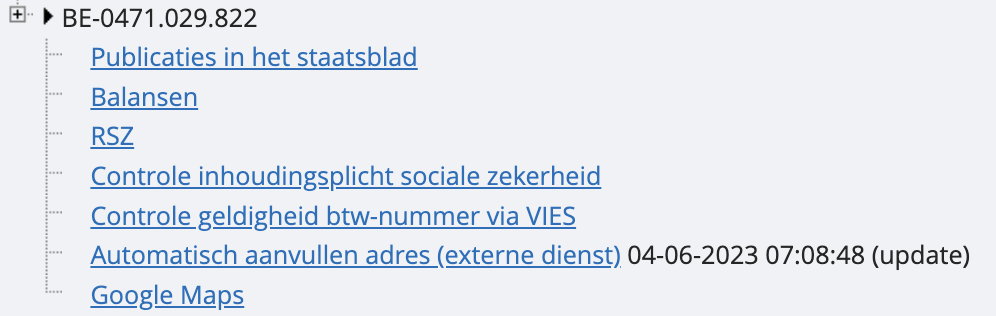 BE-0471.029.822
Publicaties in het staatsblad
Balansen
RSZ
Controle inhoudingsplicht sociale zekerheid
Controle geldigheid btw-nummer via VIES
Automatisch aanvullen adres (externe dienst) 04-06-2023 07:08:48 (update)
Google Maps